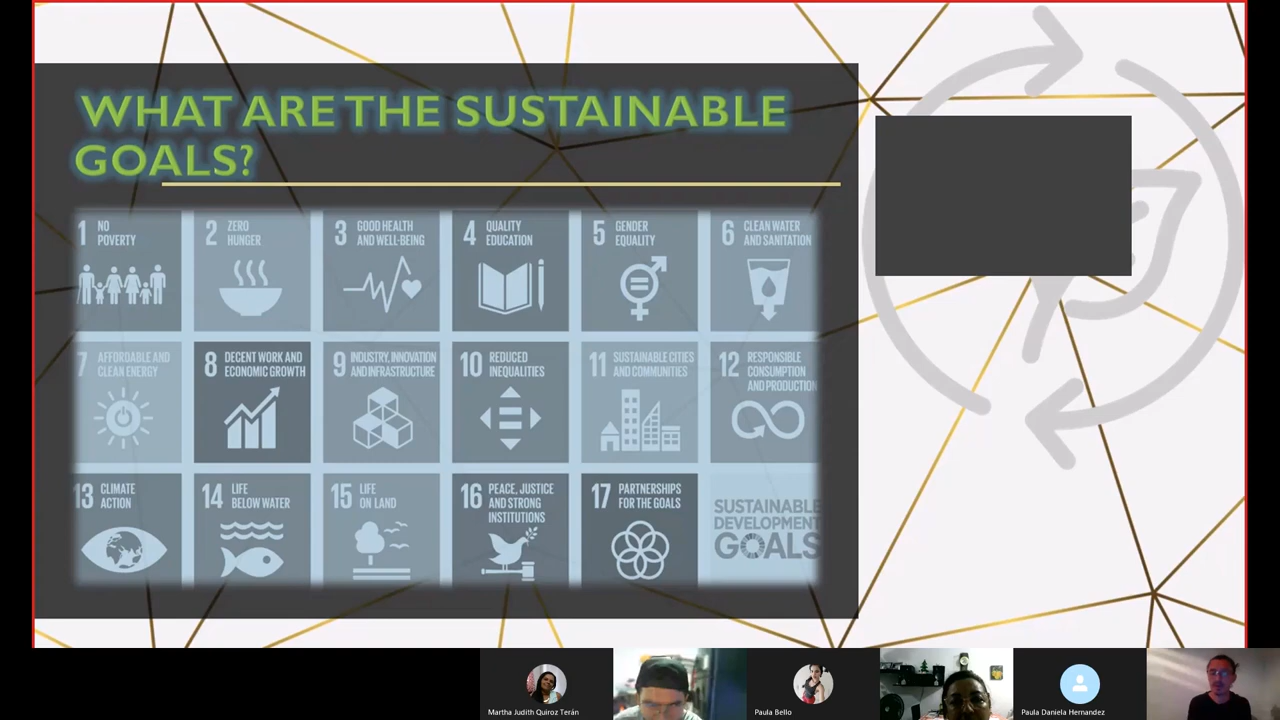 WHAT ARE THE SUSTAINABLE
GOALS?
1 NO
POVERTY
2 ZERO
HUNGER
3 GOOD HEALTH
AND WELL-BEING
4 QUALITY
EDUCATION
5 GENDER
EQUALITY
6 CLEAN WATER
AND SANITATION
7 AFFORDABLE AND
CLEAN ENERGY
8 DECENT WORK AND
ECONOMIC GROWTH
9 INDUSTRY, INNOVATION
AND INFRASTRUCTURE
10 REDUCED
INEQUALITIES
11 SUSTAINABLE CITIES
AND COMMUNITIES
12 RESPONSIBLE
CONSUMPTION
AND PRODUCTION
13 CLIMATE
ACTION
14 LIFE
BELOW WATER
15 LIFE
ON LAND
16 PEACE, JUSTICE
AND STRONG
INSTITUTIONS
17 PARTNERSHIPS
FOR THE GOALS
SUSTAINABLE
DEVELOPMENT
GOALS
Martha Judith Quiroz Terán
Paula Bello
Paula Daniela Hernandez